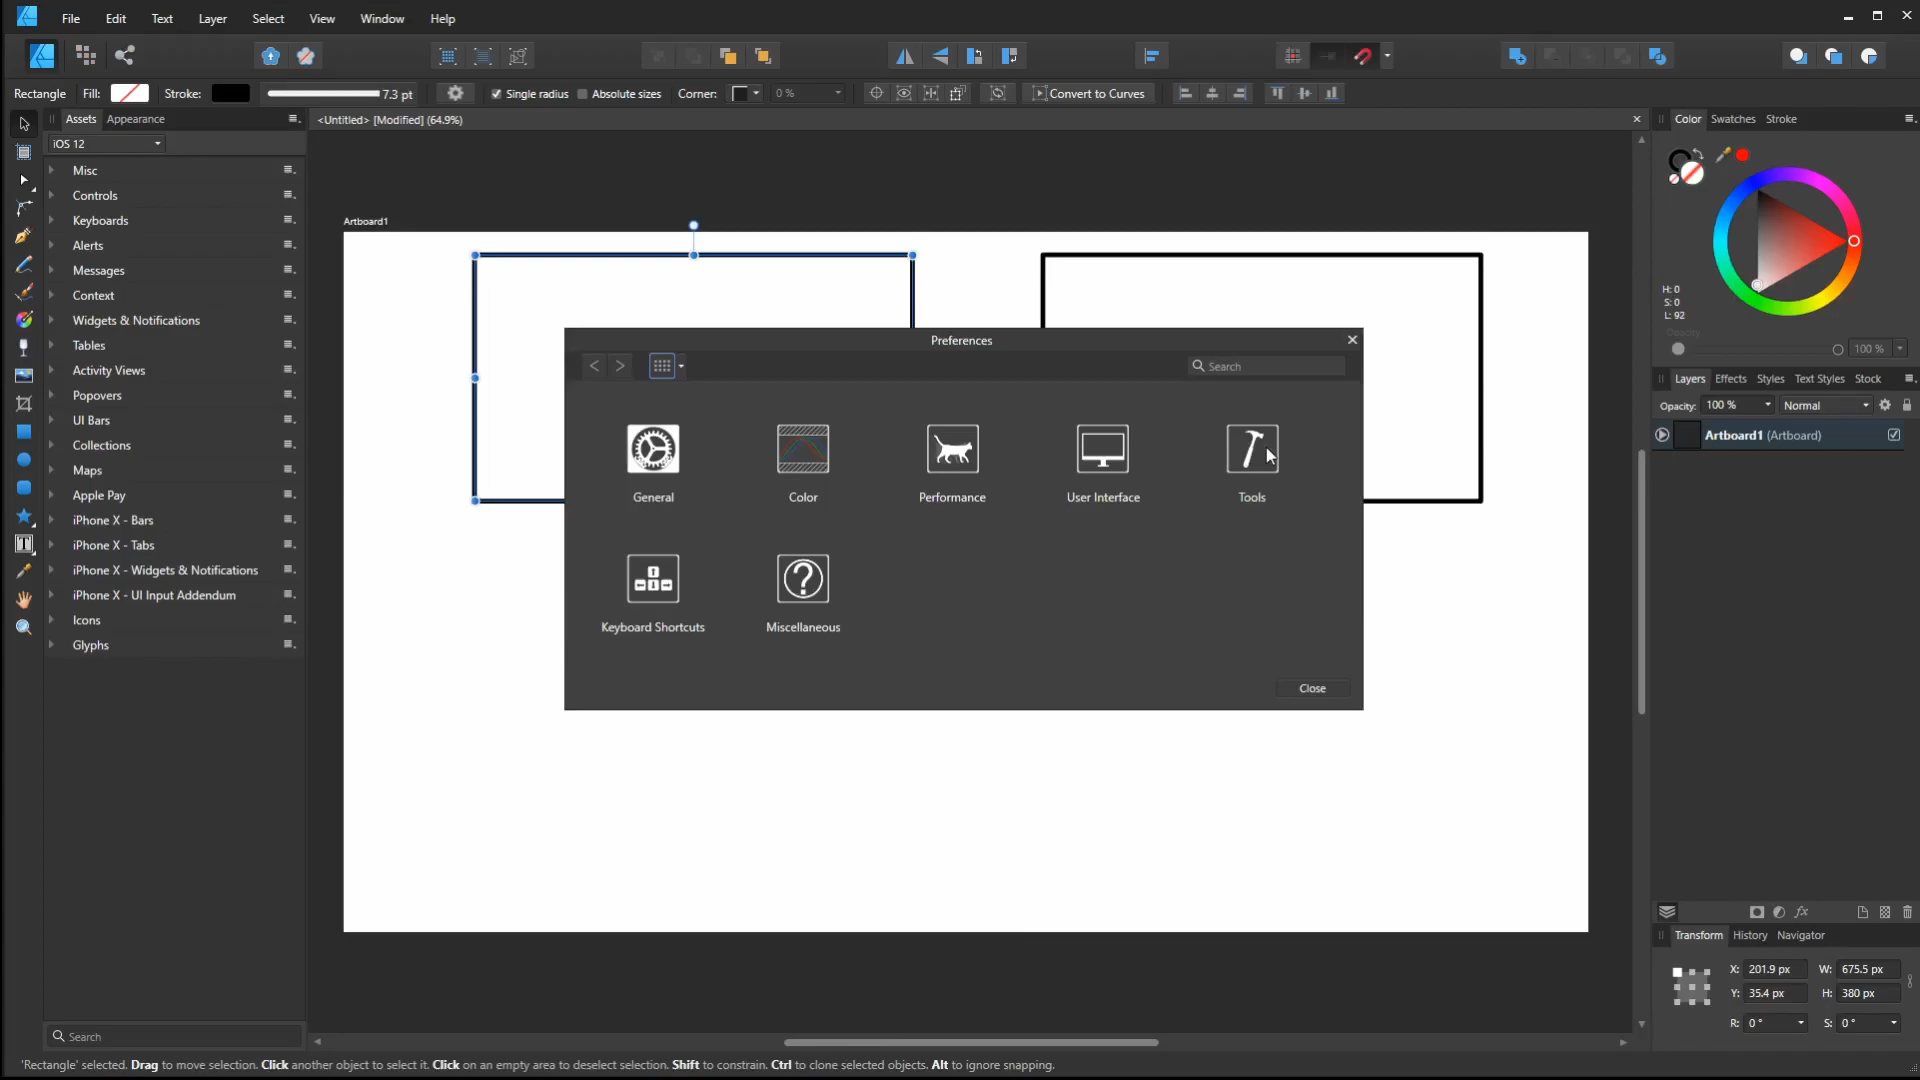 File Edit Text Layer Select View Window Help
Rectangle Fill: Stroke: 7.3 pt Single radius Absolute sizes Corner: 0 % Convert to Curves
Assets Appearance
<Untitled> [Modified] (64.9%)
Color Swatches Stroke
iOS 12
Misc
Controls
Keyboards
Alerts
Messages
Context
Widgets & Notifications
Tables
Activity Views
Popovers
UI Bars
Collections
Maps
Apple Pay
iPhone X - Bars
iPhone X - Tabs
iPhone X - Widgets & Notifications
iPhone X - UI Input Addendum
Icons
Glyphs
Search
Artboard1
Preferences
Search
General
Color
Performance
User Interface
Tools
Keyboard Shortcuts
Miscellaneous
Close
H: 0
S: 0
L: 92
Opacity
100 %
Layers Effects Styles Text Styles Stock
Opacity: 100 % Normal
Artboard1 (Artboard)
fx
Transform History Navigator
X: 201.9 px W: 675.5 px
Y: 35.4 px H: 380 px
R: 0 ° S: 0 °
'Rectangle' selected. Drag to move selection. Click another object to select it. Click on an empty area to deselect selection. Shift to constrain. Ctrl to clone selected objects. Alt to ignore snapping.